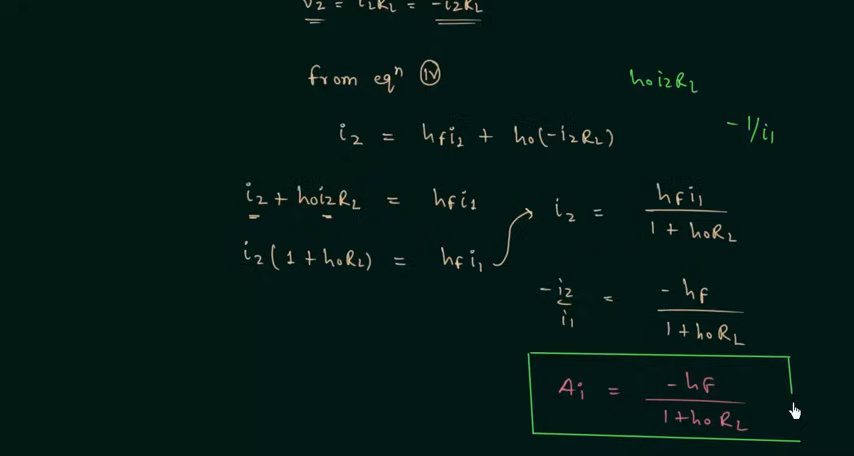 V2 = i2RL = -i2RL
from eqn (IV)
hoi2RL
-1/i1
i2 = hfi2 + ho(-i2RL)
i2 + hoi2RL = hfi1
i2 = hfi1 / 1 + hoRL
i2(1 + hoRL) = hfi1
-i2 / i1 = -hF / 1 + hoRL
Ai = -hF / 1 + hoRL